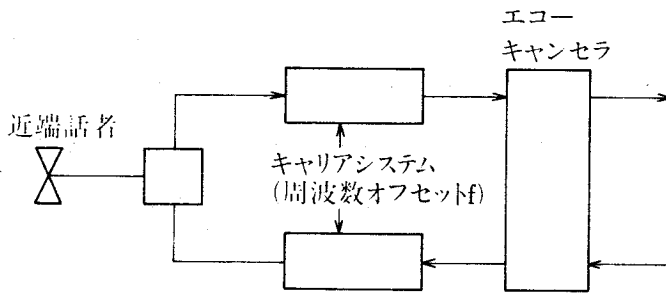 エコー
キャンセラ
近端話者
キャリアシステム
(周波数オフセットf)